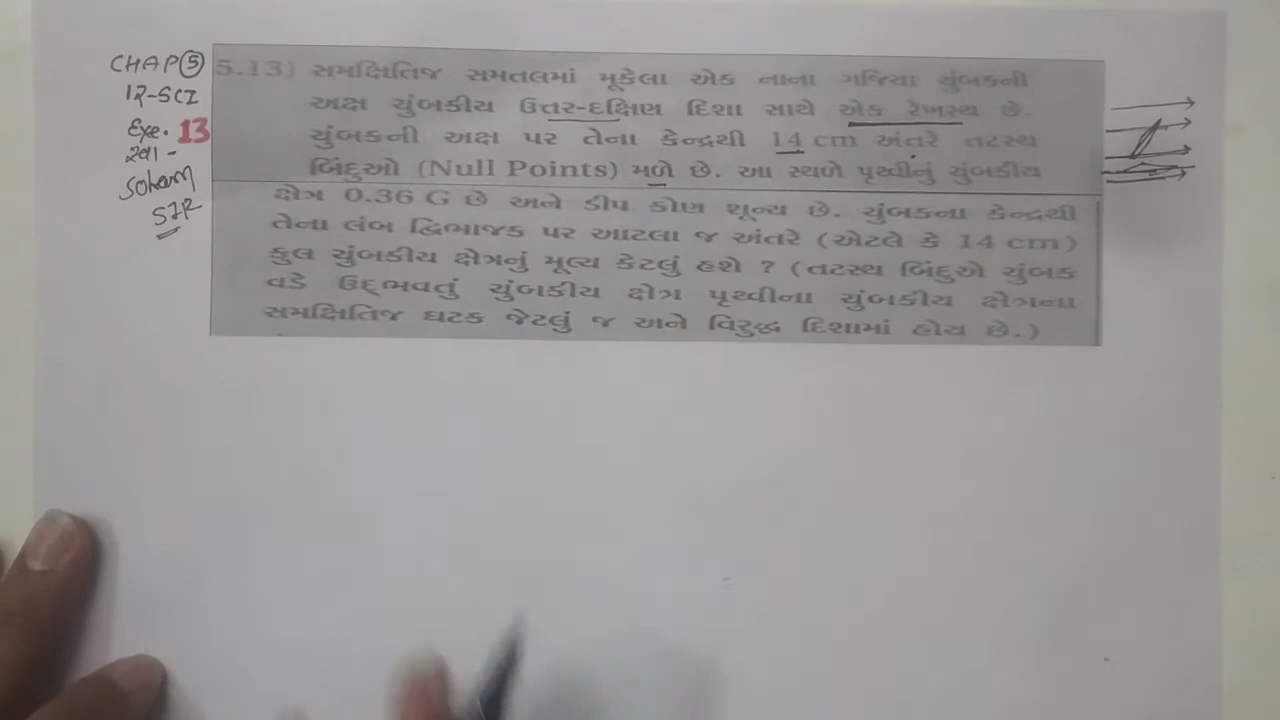 CHAP 5
12-SCI
Exe. 13
સ્વા -
Soham
SIR
5.13) સમક્ષિતિજ સમતલમાં મૂકેલા એક નાના ગજિયા ચુંબકની
અક્ષ ચુંબકીય ઉત્તર-દક્ષિણ દિશા સાથે એક રેખસ્થ છે.
ચુંબકની અક્ષ પર તેના કેન્દ્રથી 14 cm અંતરે તટસ્થ
બિંદુઓ (Null Points) મળે છે. આ સ્થળે પૃથ્વીનું ચુંબકીય
ક્ષેત્ર 0.36 G છે અને ડીપ કોણ શૂન્ય છે. ચુંબકના કેન્દ્રથી
તેના લંબ દ્વિભાજક પર આટલા જ અંતરે (એટલે કે 14 cm)
કુલ ચુંબકીય ક્ષેત્રનું મૂલ્ય કેટલું હશે ? (તટસ્થ બિંદુએ ચુંબક
વડે ઉદ્ભવતું ચુંબકીય ક્ષેત્ર પૃથ્વીના ચુંબકીય ક્ષેત્રના
સમક્ષિતિજ ઘટક જેટલું જ અને વિરુદ્ધ દિશામાં હોય છે.)